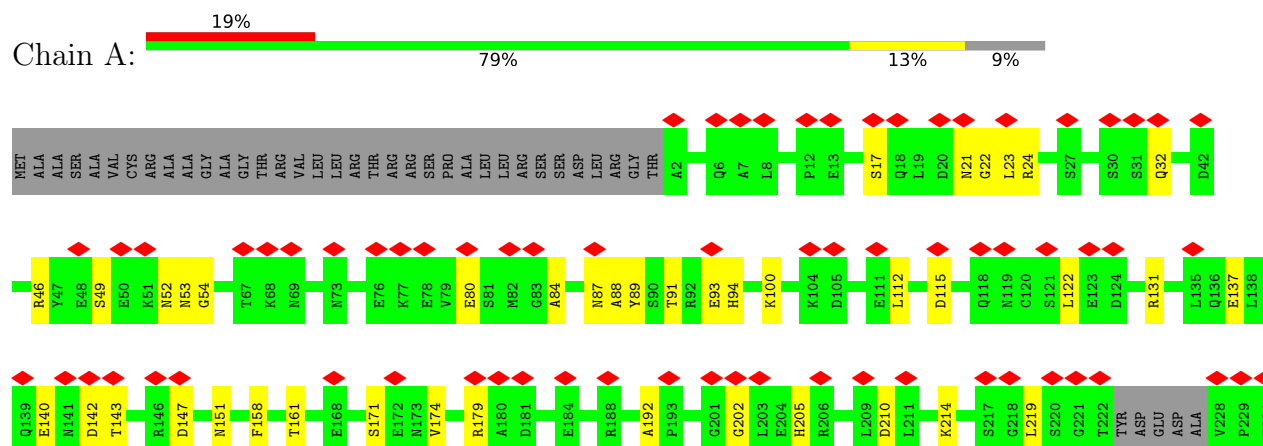 19%
Chain A:
79% 13% 9%
MET ALA ALA SER ALA VAL CYS ARG ALA ALA ALA GLY ALA GLY THR ARG VAL LEU LEU ARG THR ARG ARG ARG SER PRO ALA LEU LEU ARG SER SER ASP LEU ARG GLY THR A2 Q6 A7 L8 P12 E13 S17 Q18 L19 D20 N21 G22 L23 R24 S27 S30 S31 Q32 D42
R46 Y47 E48 S49 E50 K51 N52 N53 G54 T67 K68 N69 N73 E76 K77 E78 V79 E80 S81 M82 G83 A84 N87 A88 Y89 S90 T91 R92 E93 H94 K100 K104 D105 E111 L112 D115 Q118 N119 C120 S121 L122 E123 D124 R131 L135 Q136 E137 L138
Q139 E140 N141 D142 T143 R146 D147 N151 F158 T161 E168 S171 E172 N173 V174 R179 A180 D181 E184 R188 A192 P193 G201 G202 L203 E204 H205 R206 L209 D210 L211 K214 S217 G218 L219 S220 G221 T222 TYR ASP GLU ASP ALA V228 P229